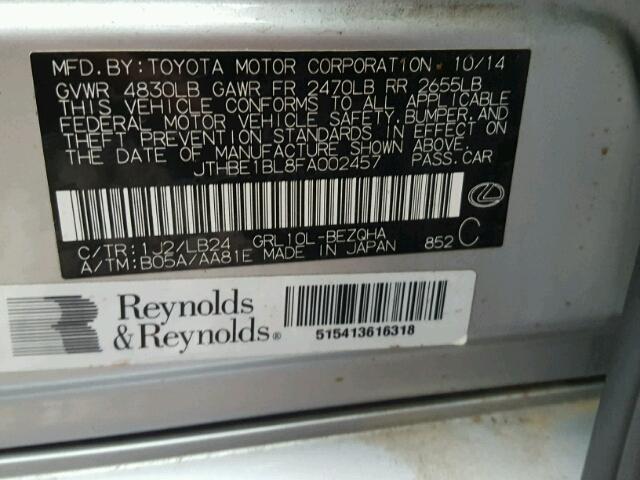 MFD.BY: TOYOTA MOTOR CORPORATION 10/14
GVWR 4830LB GAWR FR 2470LB RR 2655LB
THIS VEHICLE CONFORMS TO ALL APPLICABLE
FEDERAL MOTOR VEHICLE SAFETY,BUMPER,AND
THEFT PREVENTION STANDARDS IN EFFECT ON
THE DATE OF MANUFACTURE SHOWN ABOVE.
JTHBE1BL8FA002457 PASS.CAR
C/TR:1J2/LB24 GRL10L-BEZQHA
A/TM:B05A/AA81E MADE IN JAPAN 852 C
Reynolds
&Reynolds®
515413616318